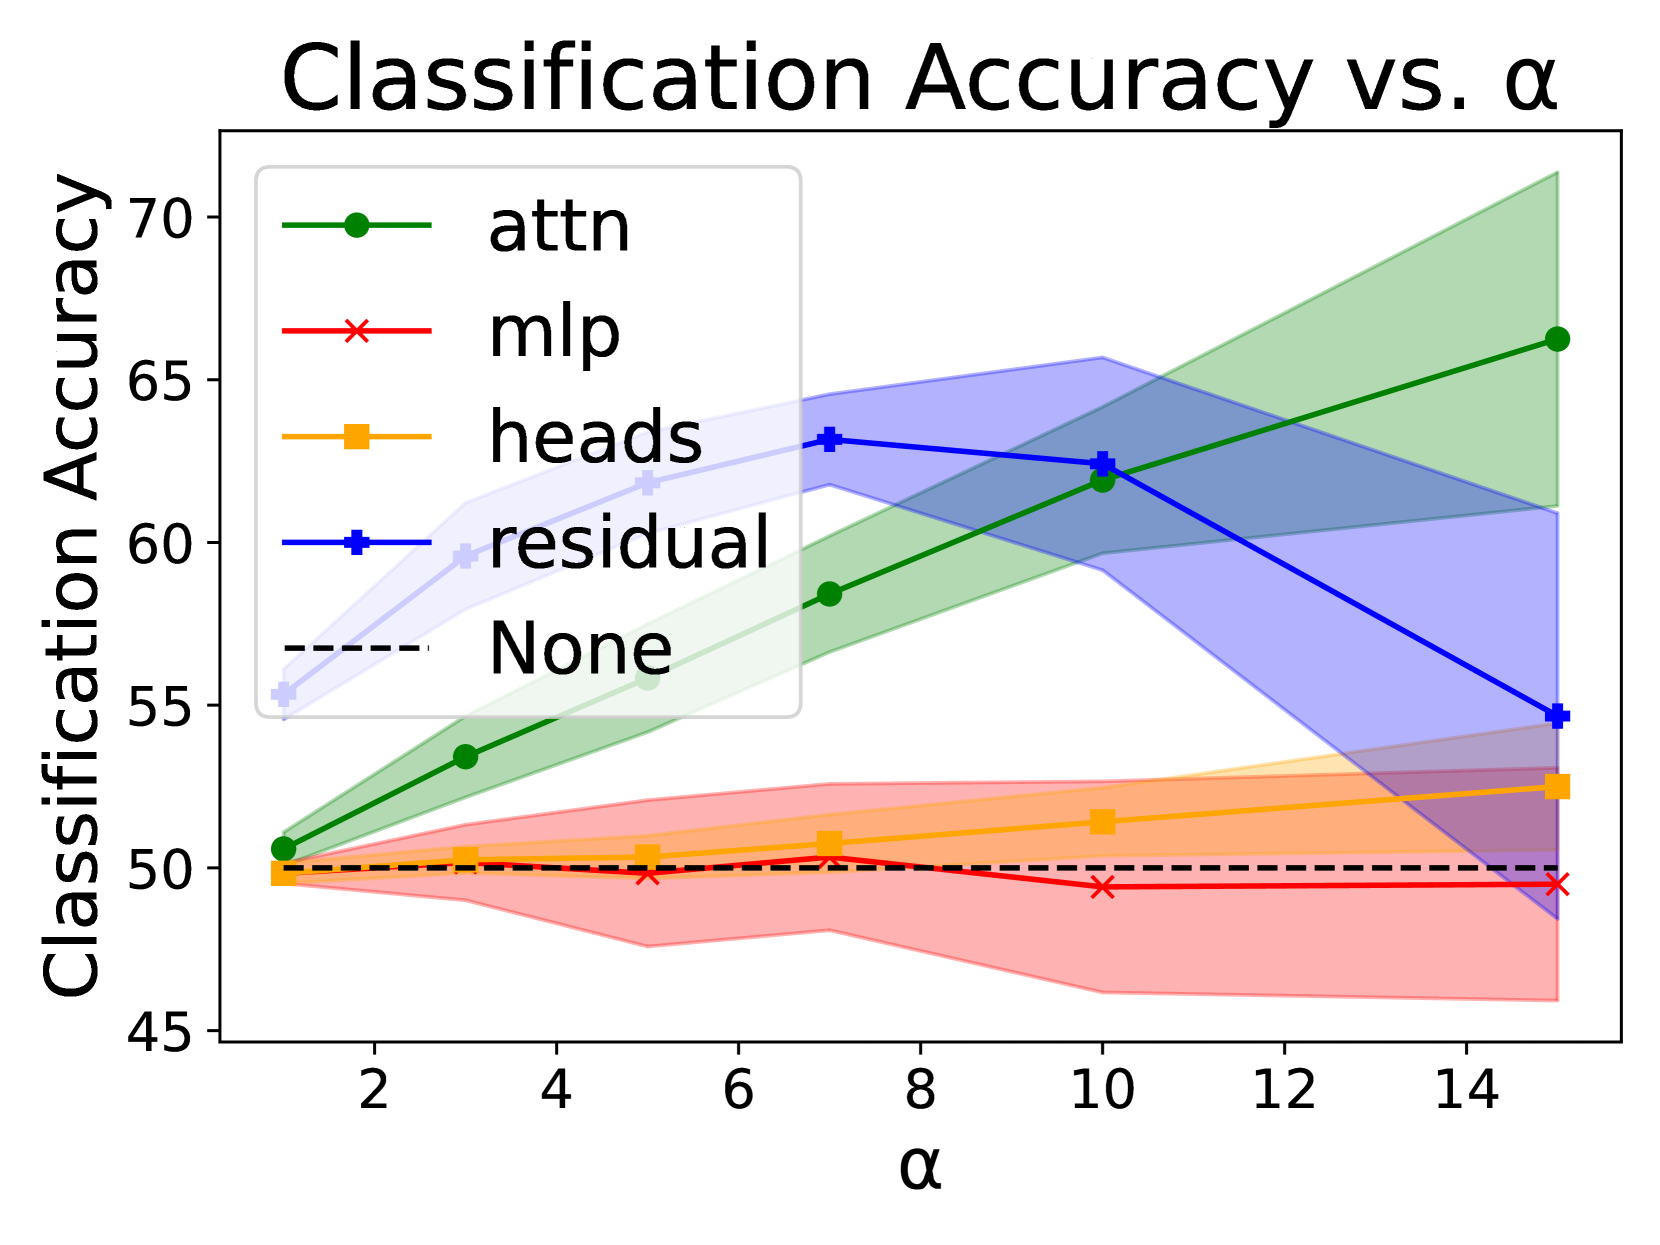 Classification Accuracy vs. α
Classification Accuracy
70
65
60
55
50
45
attn
mlp
heads
residual
None
2 4 6 8 10 12 14
α